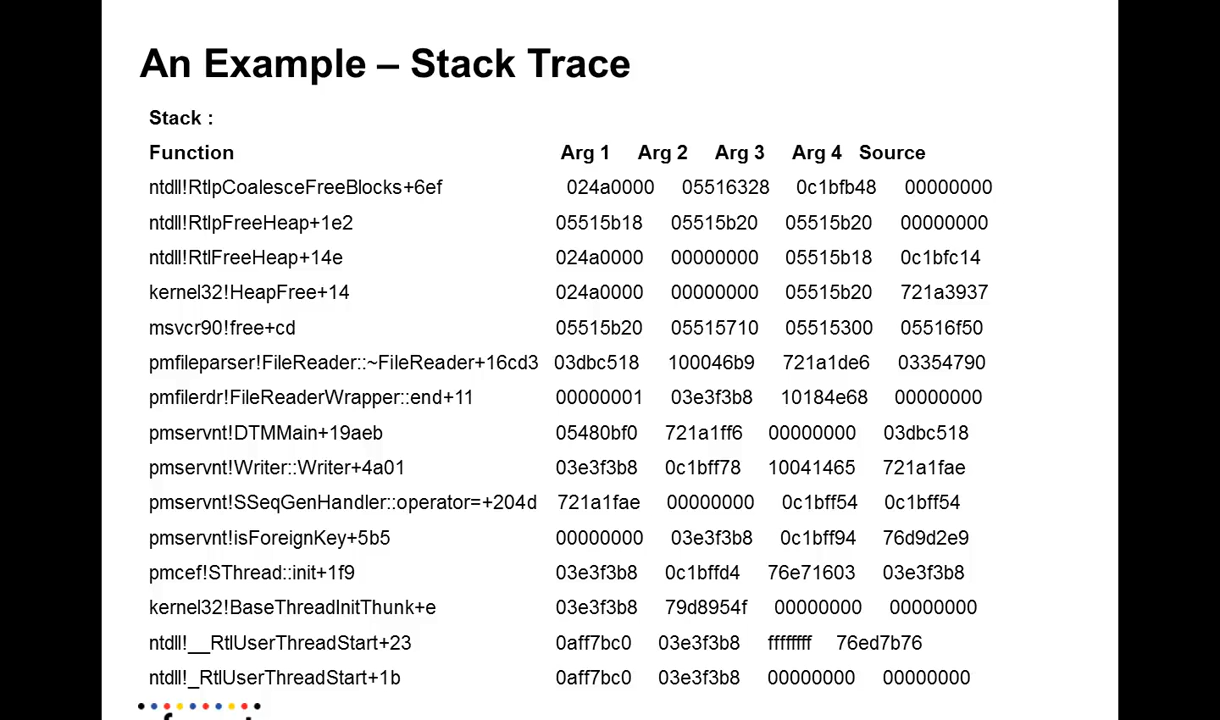 An Example – Stack Trace
Stack :
Function Arg 1 Arg 2 Arg 3 Arg 4 Source
ntdll!RtlpCoalesceFreeBlocks+6ef 024a0000 05516328 0c1bfb48 00000000
ntdll!RtlpFreeHeap+1e2 05515b18 05515b20 05515b20 00000000
ntdll!RtlFreeHeap+14e 024a0000 00000000 05515b18 0c1bfc14
kernel32!HeapFree+14 024a0000 00000000 05515b20 721a3937
msvcr90!free+cd 05515b20 05515710 05515300 05516f50
pmfileparser!FileReader::~FileReader+16cd3 03dbc518 100046b9 721a1de6 03354790
pmfilerdr!FileReaderWrapper::end+11 00000001 03e3f3b8 10184e68 00000000
pmservnt!DTMMain+19aeb 05480bf0 721a1ff6 00000000 03dbc518
pmservnt!Writer::Writer+4a01 03e3f3b8 0c1bff78 10041465 721a1fae
pmservnt!SSeqGenHandler::operator=+204d 721a1fae 00000000 0c1bff54 0c1bff54
pmservnt!isForeignKey+5b5 00000000 03e3f3b8 0c1bff94 76d9d2e9
pmcef!SThread::init+1f9 03e3f3b8 0c1bffd4 76e71603 03e3f3b8
kernel32!BaseThreadInitThunk+e 03e3f3b8 79d8954f 00000000 00000000
ntdll!__RtlUserThreadStart+23 0aff7bc0 03e3f3b8 ffffffff 76ed7b76
ntdll!_RtlUserThreadStart+1b 0aff7bc0 03e3f3b8 00000000 00000000